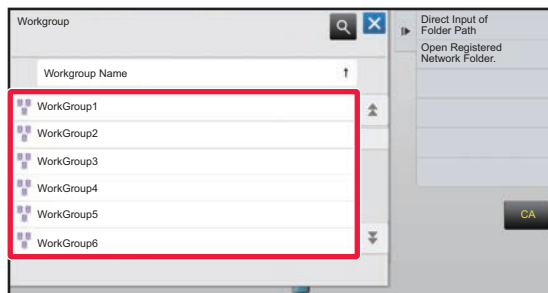 Workgroup
Workgroup Name
WorkGroup1
WorkGroup2
WorkGroup3
WorkGroup4
WorkGroup5
WorkGroup6
Direct Input of
Folder Path
Open Registered
Network Folder.
CA